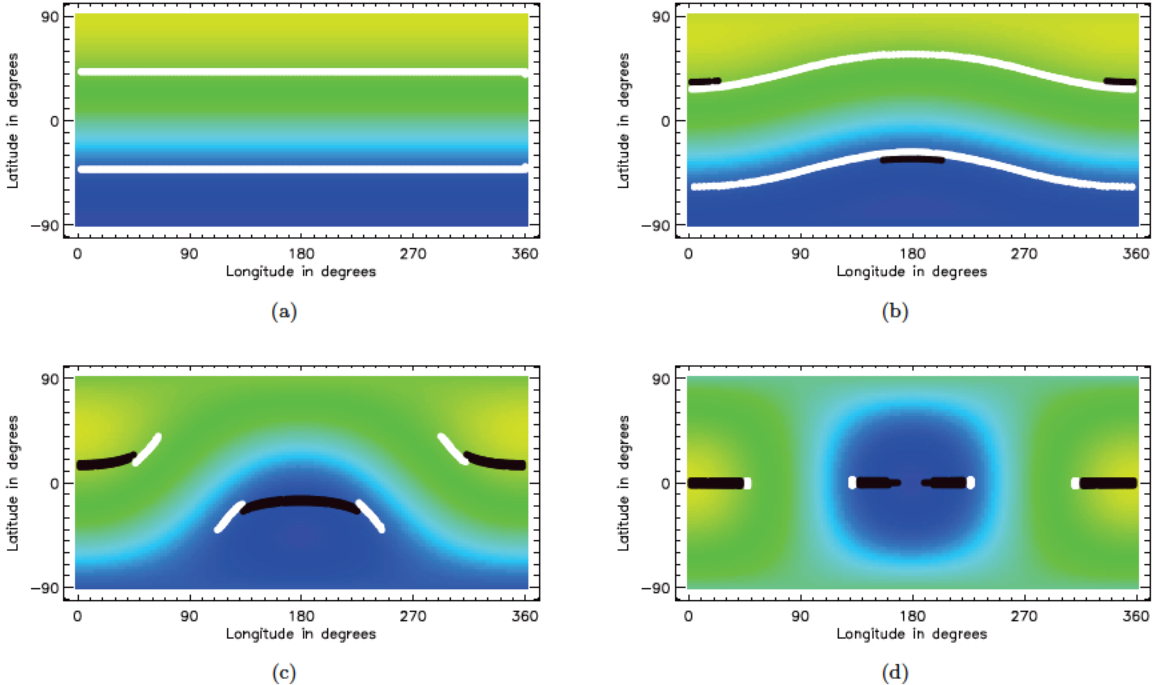 90
0
−90
Latitude in degrees
0 90 180 270 360
Longitude in degrees
(a)
90
0
−90
Latitude in degrees
0 90 180 270 360
Longitude in degrees
(b)
90
0
−90
Latitude in degrees
0 90 180 270 360
Longitude in degrees
(c)
90
0
−90
Latitude in degrees
0 90 180 270 360
Longitude in degrees
(d)